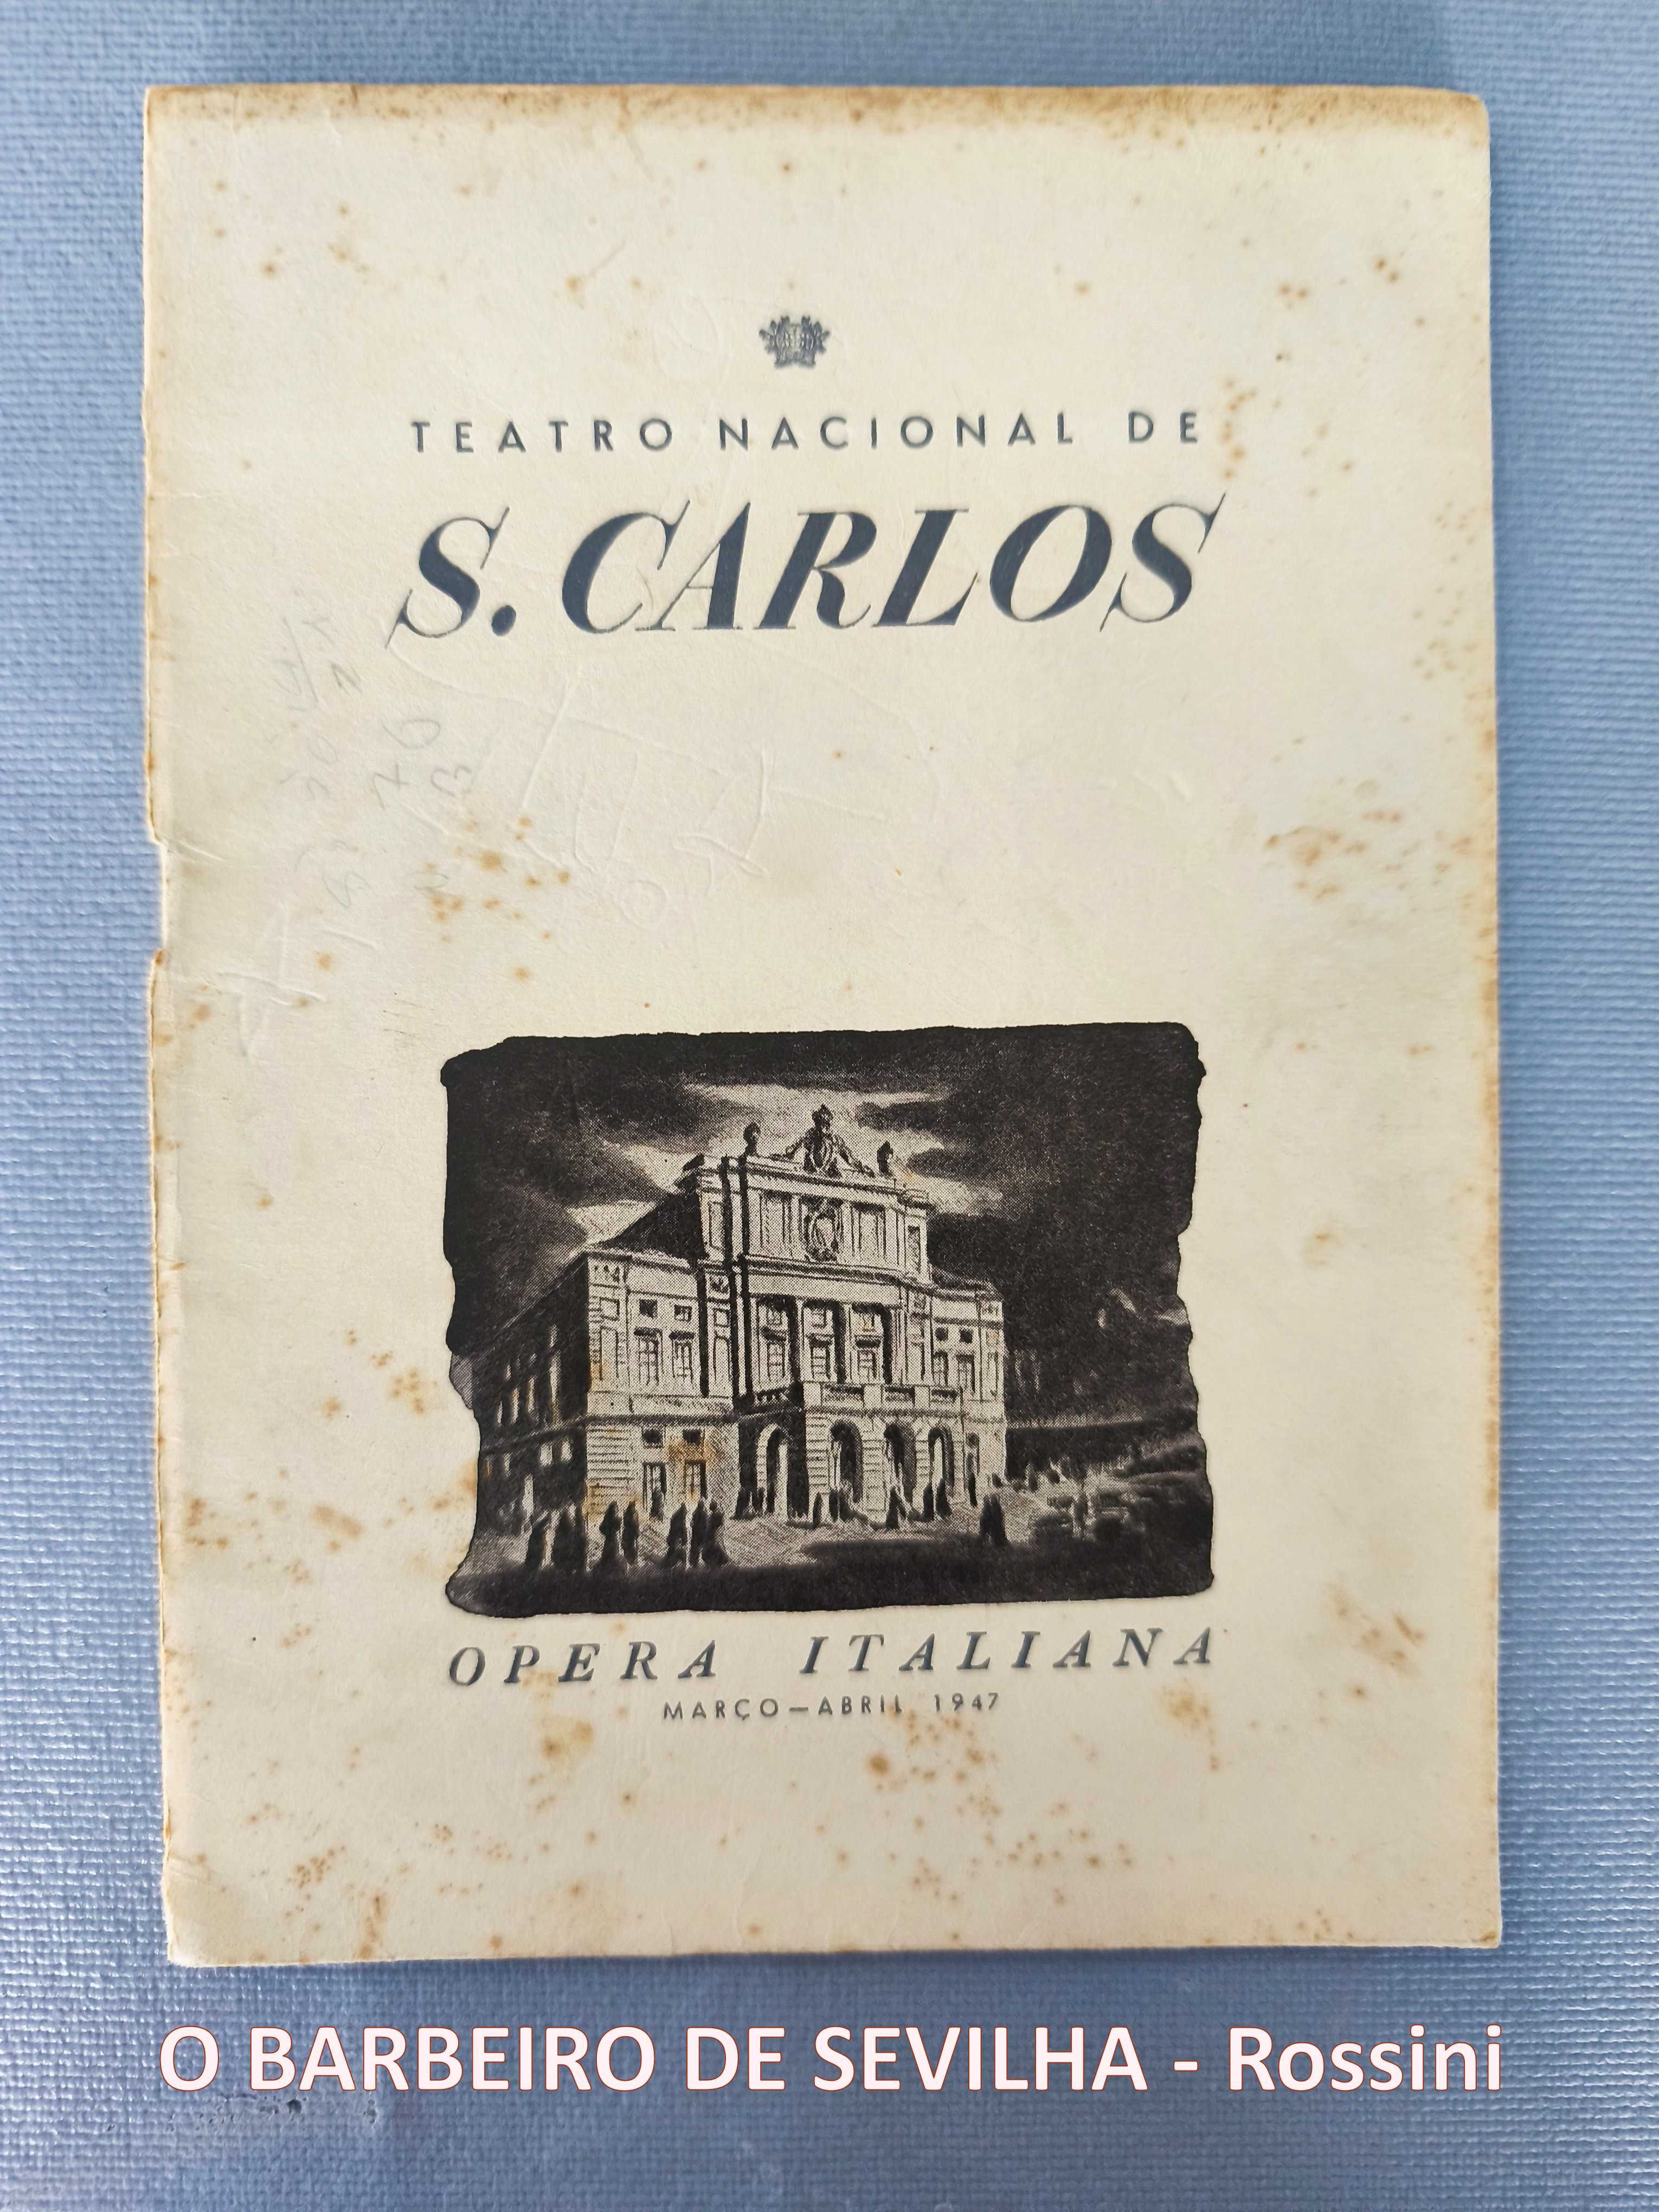 TEATRO NACIONAL DE
S. CARLOS
OPERA ITALIANA
MARÇO—ABRIL 1947
O BARBEIRO DE SEVILHA - Rossini